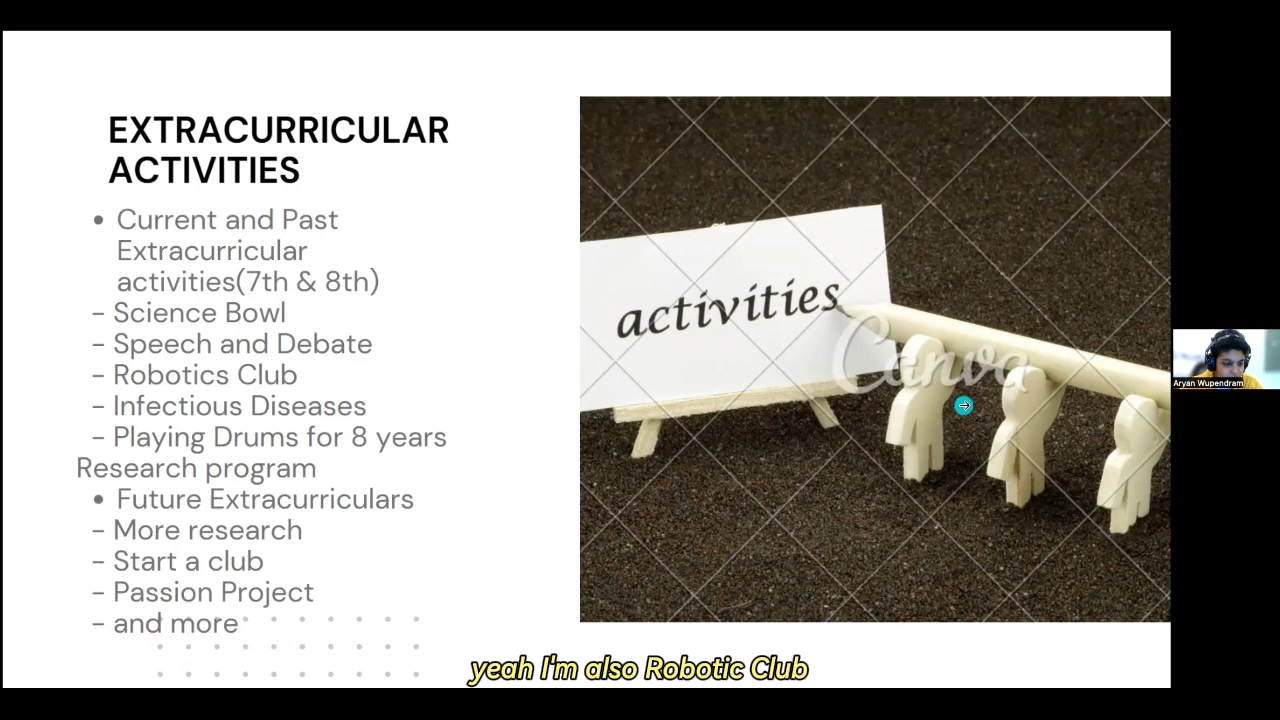 EXTRACURRICULAR
ACTIVITIES
• Current and Past
Extracurricular
activities(7th & 8th)
- Science Bowl
- Speech and Debate
- Robotics Club
- Infectious Diseases
- Playing Drums for 8 years
Research program
• Future Extracurriculars
- More research
- Start a club
- Passion Project
- and more
activities
Canva
Aryan Wupendram
yeah I'm also Robotic Club